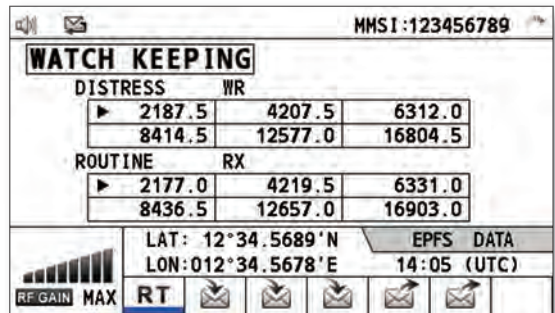 MMSI:123456789
WATCH KEEPING
DISTRESS WR
2187.5 4207.5 6312.0
8414.5 12577.0 16804.5
ROUTINE RX
2177.0 4219.5 6331.0
8436.5 12657.0 16903.0
LAT: 12°34.5689'N EPFS DATA
LON:012°34.5678'E 14:05 (UTC)
RF GAIN MAX RT